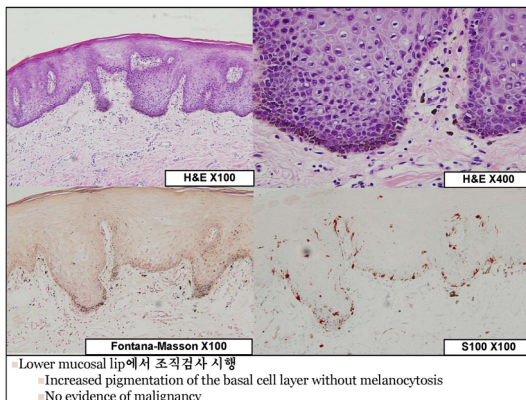 H&E X100
H&E X400
Fontana-Masson X100
S100 X100
Lower mucosal lip에서 조직검사 시행
Increased pigmentation of the basal cell layer without melanocytosis
No evidence of malignancy